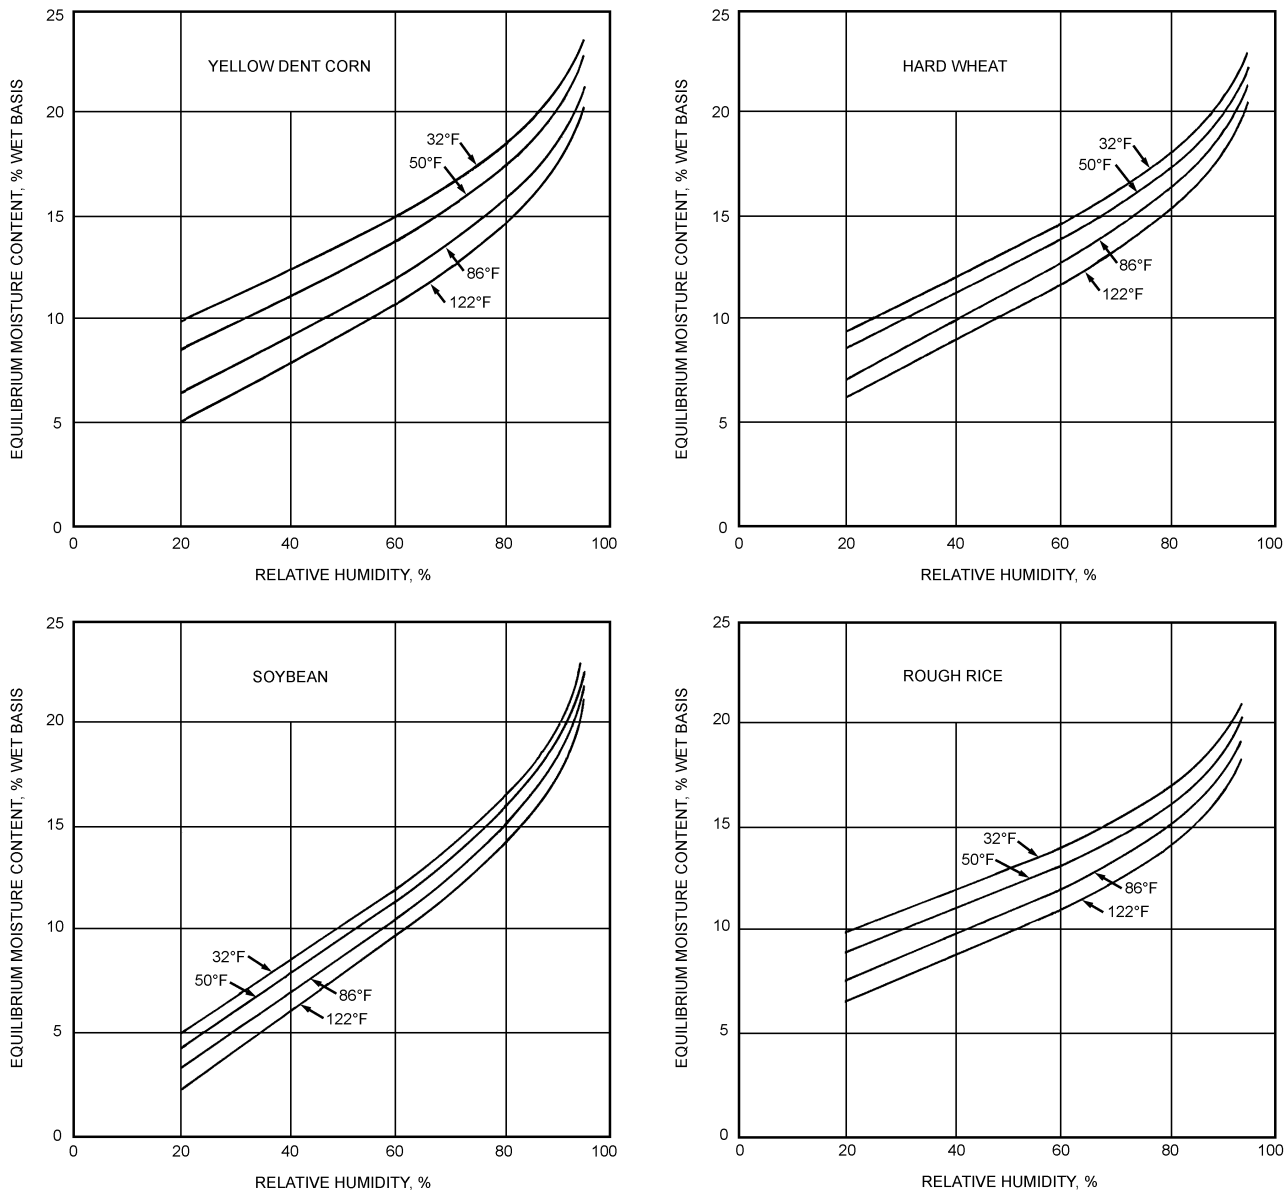 25
YELLOW DENT CORN
20
32°F
50°F
15
86°F
122°F
10
5
0
0 20 40 60 80 100
RELATIVE HUMIDITY, %
EQUILIBRIUM MOISTURE CONTENT, % WET BASIS
25
HARD WHEAT
20
32°F
50°F
15
86°F
122°F
10
5
0
0 20 40 60 80 100
RELATIVE HUMIDITY, %
EQUILIBRIUM MOISTURE CONTENT, % WET BASIS
25
SOYBEAN
20
15
10
32°F
50°F
86°F
122°F
5
0
0 20 40 60 80 100
RELATIVE HUMIDITY, %
EQUILIBRIUM MOISTURE CONTENT, % WET BASIS
25
ROUGH RICE
20
15
32°F
50°F
86°F
122°F
10
5
0
0 20 40 60 80 100
RELATIVE HUMIDITY, %
EQUILIBRIUM MOISTURE CONTENT, % WET BASIS